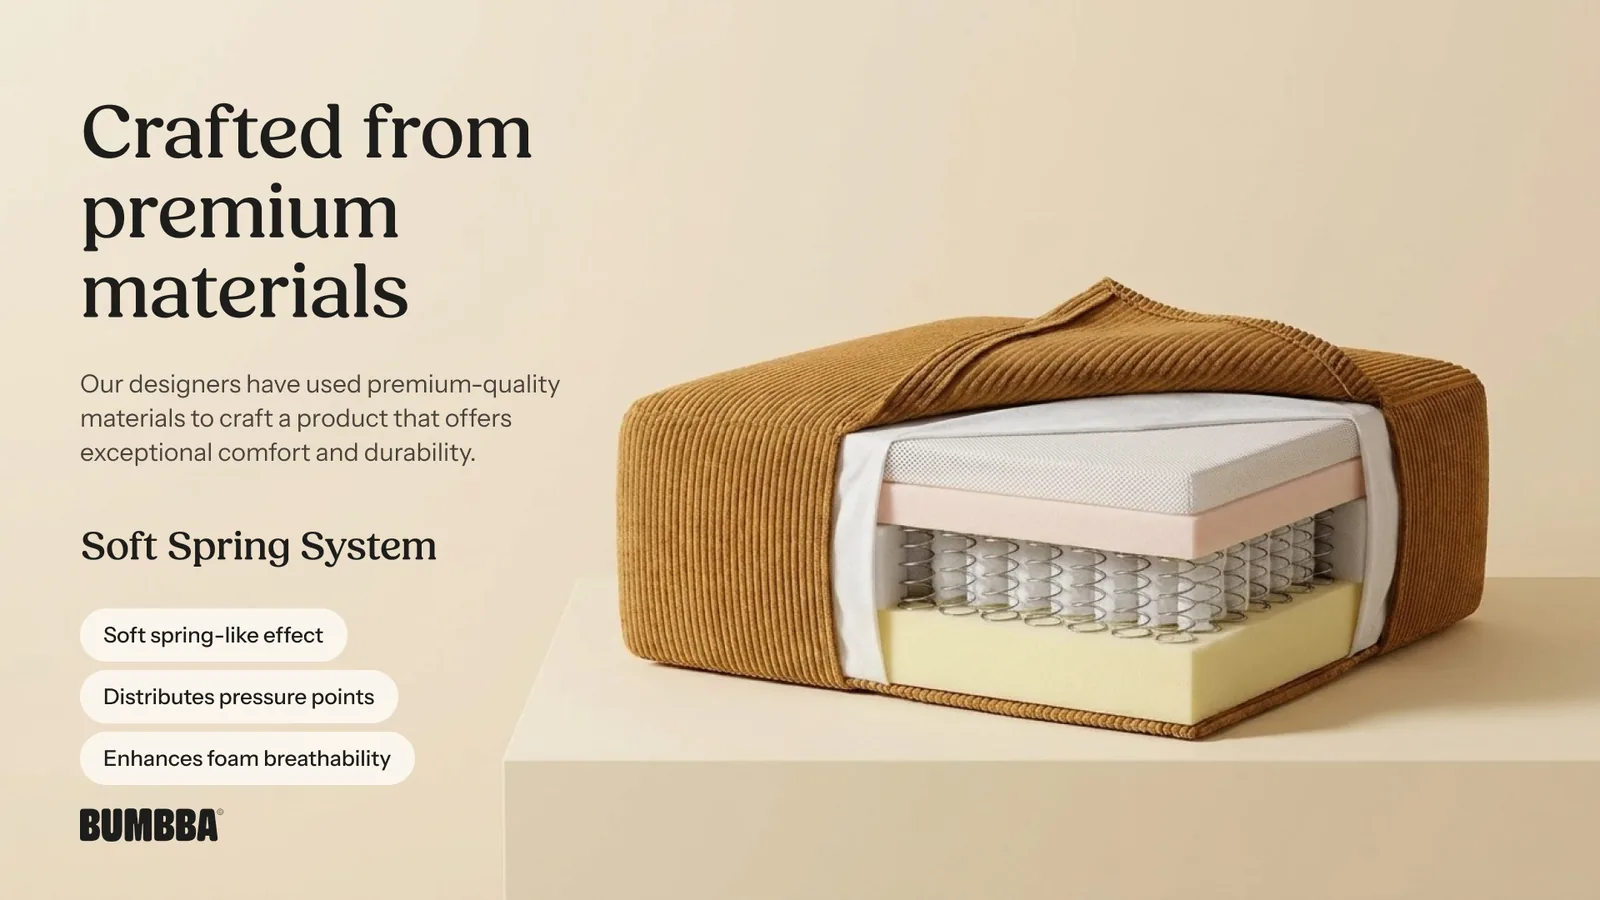 Crafted from
premium
materials
Our designers have used premium-quality
materials to craft a product that offers
exceptional comfort and durability.
Soft Spring System
Soft spring-like effect
Distributes pressure points
Enhances foam breathability
BUMBBA©